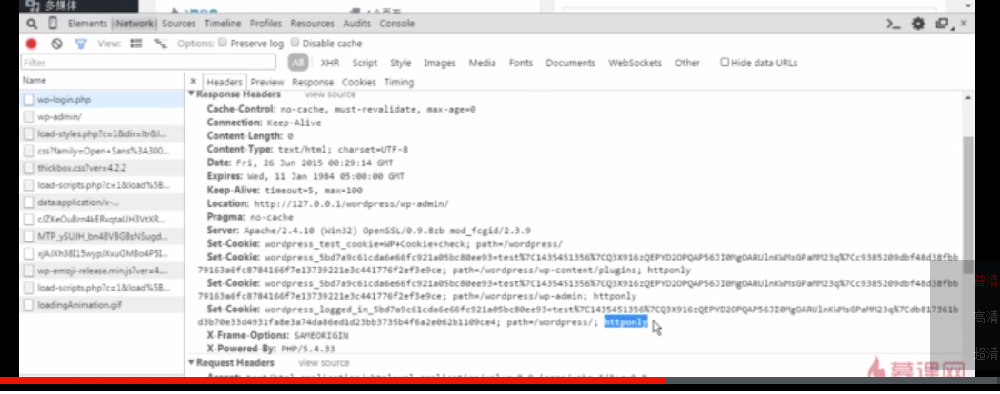 多媒体
Elements Network Sources Timeline Profiles Resources Audits Console
View: Options: Preserve log Disable cache
Filter All XHR Script Style Images Media Fonts Documents WebSockets Other Hide data URLs
Name
× Headers Preview Response Cookies Timing
wp-login.php
wp-admin/
load-styles.php?c=1&dir=ltr&l...
css?family=Open+Sans%3A300...
thickbox.css?ver=4.2.2
load-scripts.php?c=1&load%5B...
data:application/x-...
MTP_ySUJH_bn48VBG8sNSugd...
wp-emoji-release.min.js?ver=4....
load-scripts.php?c=1&load%5B...
loadingAnimation.gif
Response Headers view source
Cache-Control: no-cache, must-revalidate, max-age=0
Connection: Keep-Alive
Content-Length: 0
Content-Type: text/html; charset=UTF-8
Date: Fri, 26 Jun 2015 00:29:14 GMT
Expires: Wed, 11 Jan 1984 05:00:00 GMT
Keep-Alive: timeout=5, max=100
Location: http://127.0.0.1/wordpress/wp-admin/
Pragma: no-cache
Server: Apache/2.4.10 (Win32) OpenSSL/0.9.8zb mod_fcgid/2.3.9
Set-Cookie: wordpress_test_cookie=WP+Cookie+check; path=/wordpress/
Set-Cookie: wordpress_5bd7a9c61cda6e66fc921a05bc80ee93=test%7C1435451356%7CQ3X916zQEPYD2OPQAP56JI0MgOARUlnKWMsGPaMM23q%7Cc9385209dbf48d38fbb
79163a6fc8784166f7e13739221e3c441776f2ef3e9ce; path=/wordpress/wp-content/plugins; httponly
Set-Cookie: wordpress_5bd7a9c61cda6e66fc921a05bc80ee93=test%7C1435451356%7CQ3X916zQEPYD2OPQAP56JI0MgOARUlnKWMsGPaMM23q%7Cc9385209dbf48d38fbb
79163a6fc8784166f7e13739221e3c441776f2ef3e9ce; path=/wordpress/wp-admin; httponly
Set-Cookie: wordpress_logged_in_5bd7a9c61cda6e66fc921a05bc80ee93=test%7C1435451356%7CQ3X916zQEPYD2OPQAP56JI0MgOARUlnKWMsGPaMM23q%7Cdb817361b
d3b70e33d4931fa8e3a74da86ed1d23bb3735b4f6a2e062b1109ce4; path=/wordpress/; httponly
X-Frame-Options: SAMEORIGIN
X-Powered-By: PHP/5.4.33
Request Headers view source
高清
超清
慕课网